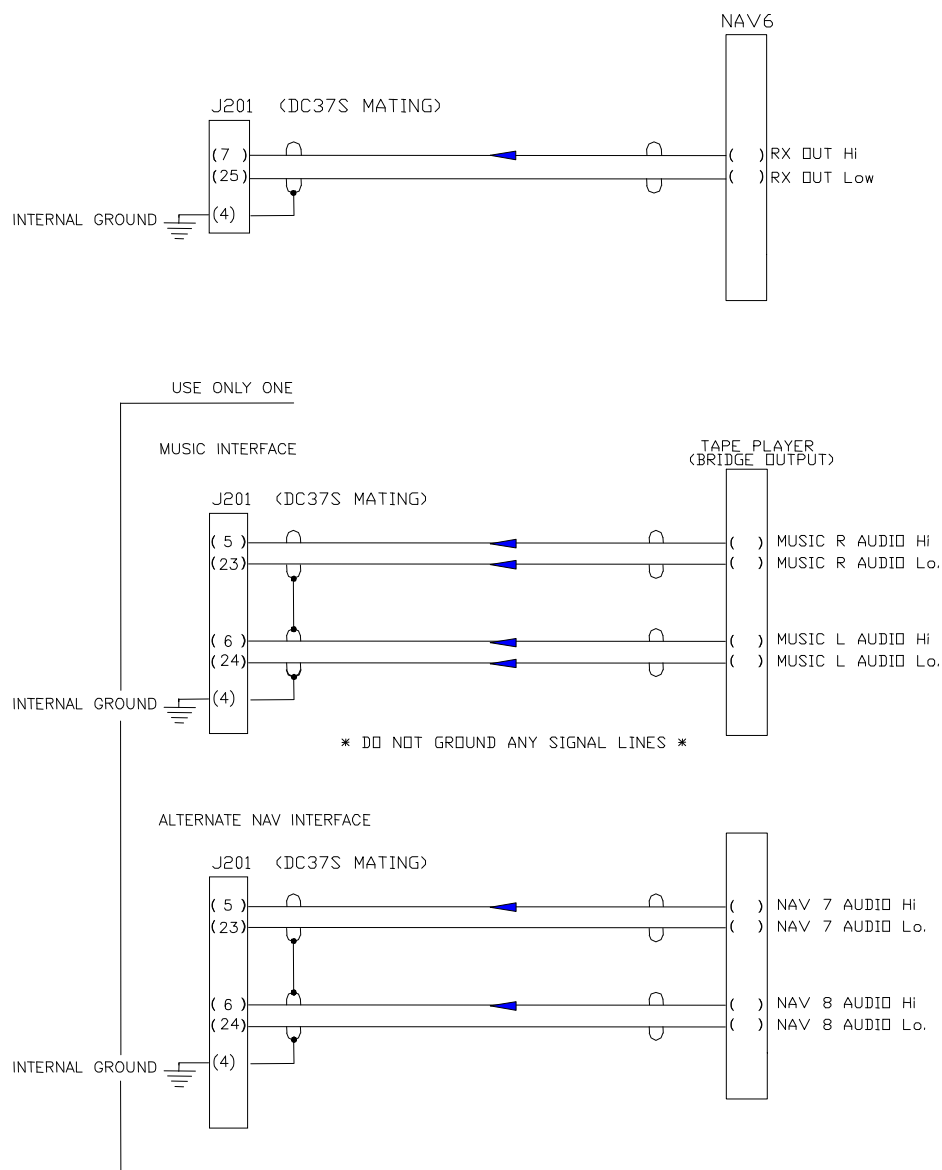 NAV6
J201 (DC37S MATING)
(7 ) ( ) RX OUT Hi
(25) ( ) RX OUT Low
INTERNAL GROUND (4)
USE ONLY ONE
MUSIC INTERFACE
TAPE PLAYER
(BRIDGE OUTPUT)
J201 (DC37S MATING)
( 5 ) ( ) MUSIC R AUDIO Hi
(23) ( ) MUSIC R AUDIO Lo.
( 6 ) ( ) MUSIC L AUDIO Hi
(24) ( ) MUSIC L AUDIO Lo.
INTERNAL GROUND (4)
* DO NOT GROUND ANY SIGNAL LINES *
ALTERNATE NAV INTERFACE
J201 (DC37S MATING)
( 5 ) ( ) NAV 7 AUDIO Hi
(23) ( ) NAV 7 AUDIO Lo.
( 6 ) ( ) NAV 8 AUDIO Hi
(24) ( ) NAV 8 AUDIO Lo.
INTERNAL GROUND (4)